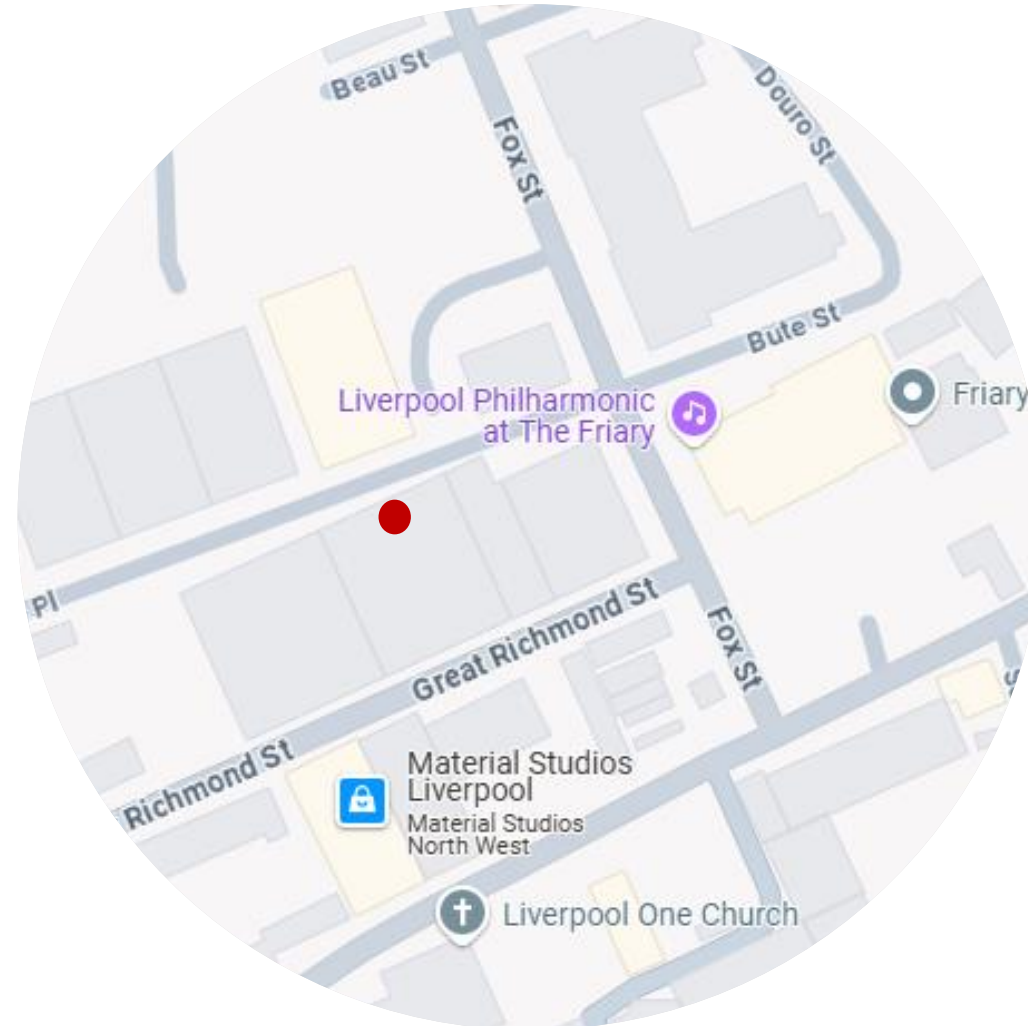 Beau St
Fox St
Douro St
Bute St
Liverpool Philharmonic
at The Friary
Friary
Pl
Great Richmond St
Fox St
Richmond St
Material Studios
Liverpool
Material Studios
North West
Liverpool One Church